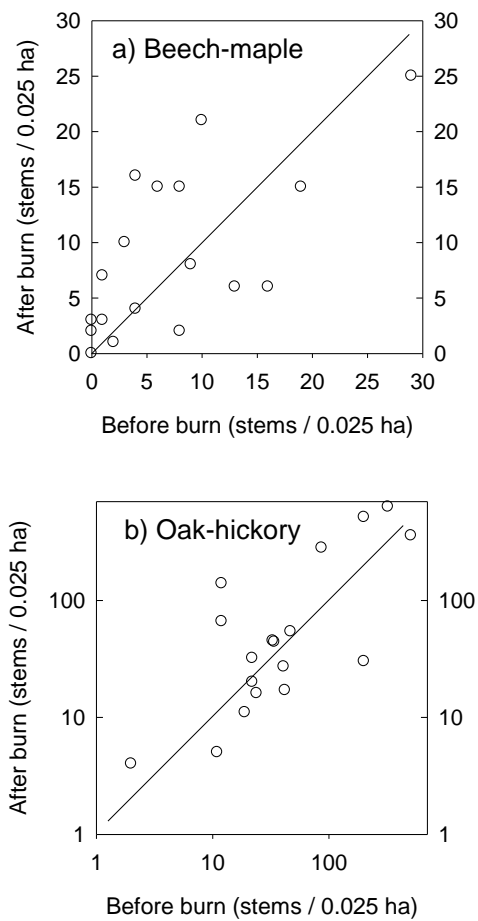 a) Beech-maple
After burn (stems / 0.025 ha)
30 30
25 25
20 20
15 15
10 10
5 5
0 0
0 5 10 15 20 25 30
Before burn (stems / 0.025 ha)
b) Oak-hickory
After burn (stems / 0.025 ha)
100 100
10 10
1 1
1 10 100
Before burn (stems / 0.025 ha)